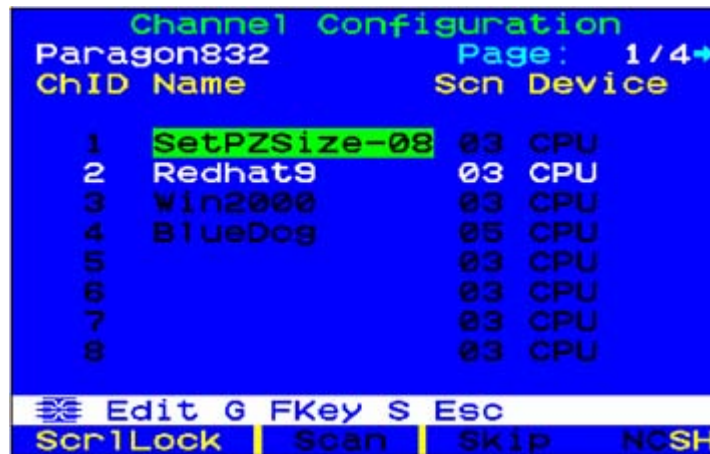 Channel Configuration
Paragon832 Page: 1/4→
ChID Name Scn Device
1 SetPZSize-08 03 CPU
2 Redhat9 03 CPU
3 Win2000 03 CPU
4 BlueDog 05 CPU
5 03 CPU
6 03 CPU
7 03 CPU
8 03 CPU
Edit G FKey S Esc
ScrlLock Scan Skip NCSH